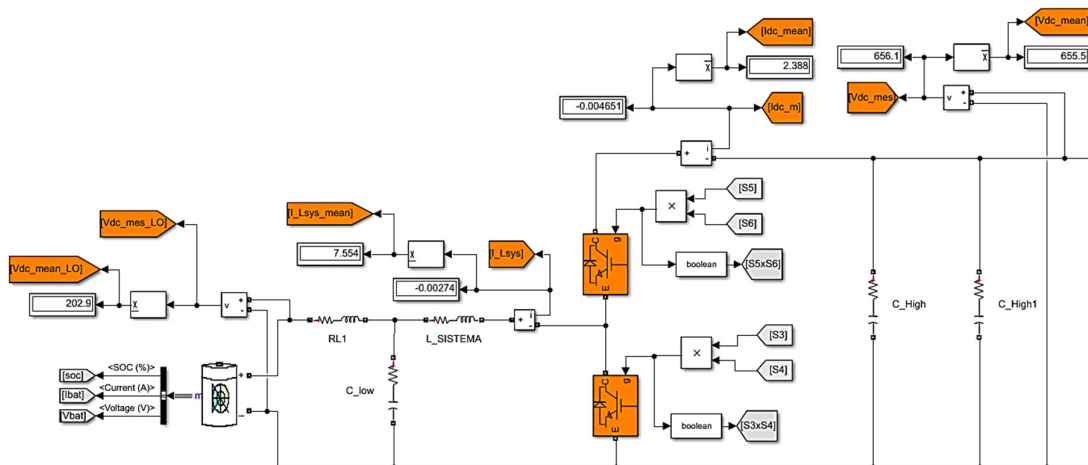 [Idc_mean]
2.388
-0.004651
[Idc_m]
[Vdc_mean]
656.1
655.5
[Vdc_mes]
v
+
-
+
i
-
[S5]
[S6]
×
boolean
[S5xS6]
g
C
E
[S3]
[S4]
×
boolean
[S3xS4]
g
C
E
C_High
C_High1
[Vdc_mes_LO]
[Vdc_mean_LO]
202.9
v
+
-
[I_Lsys_mean]
7.554
[I_Lsys]
-0.00274
RL1
L_SISTEMA
+
i
-
C_low
[soc]
<SOC (%)>
[Ibat]
<Current (A)>
[Vbat]
<Voltage (V)>
m
+
-